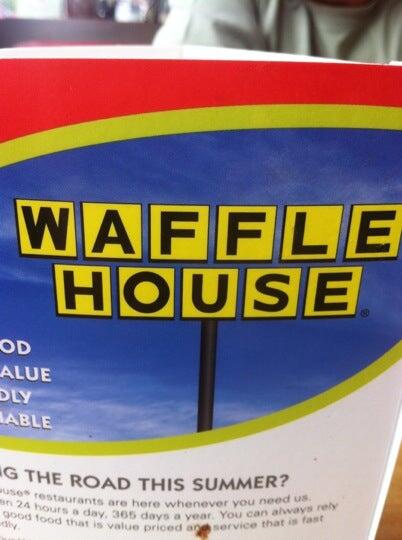 WAFFLE
HOUSE®
OD
ALUE
DLY
ABLE
G THE ROAD THIS SUMMER?
ouse® restaurants are here whenever you need us.
en 24 hours a day, 365 days a year. You can always rely
good food that is value priced and service that is fast
dly.